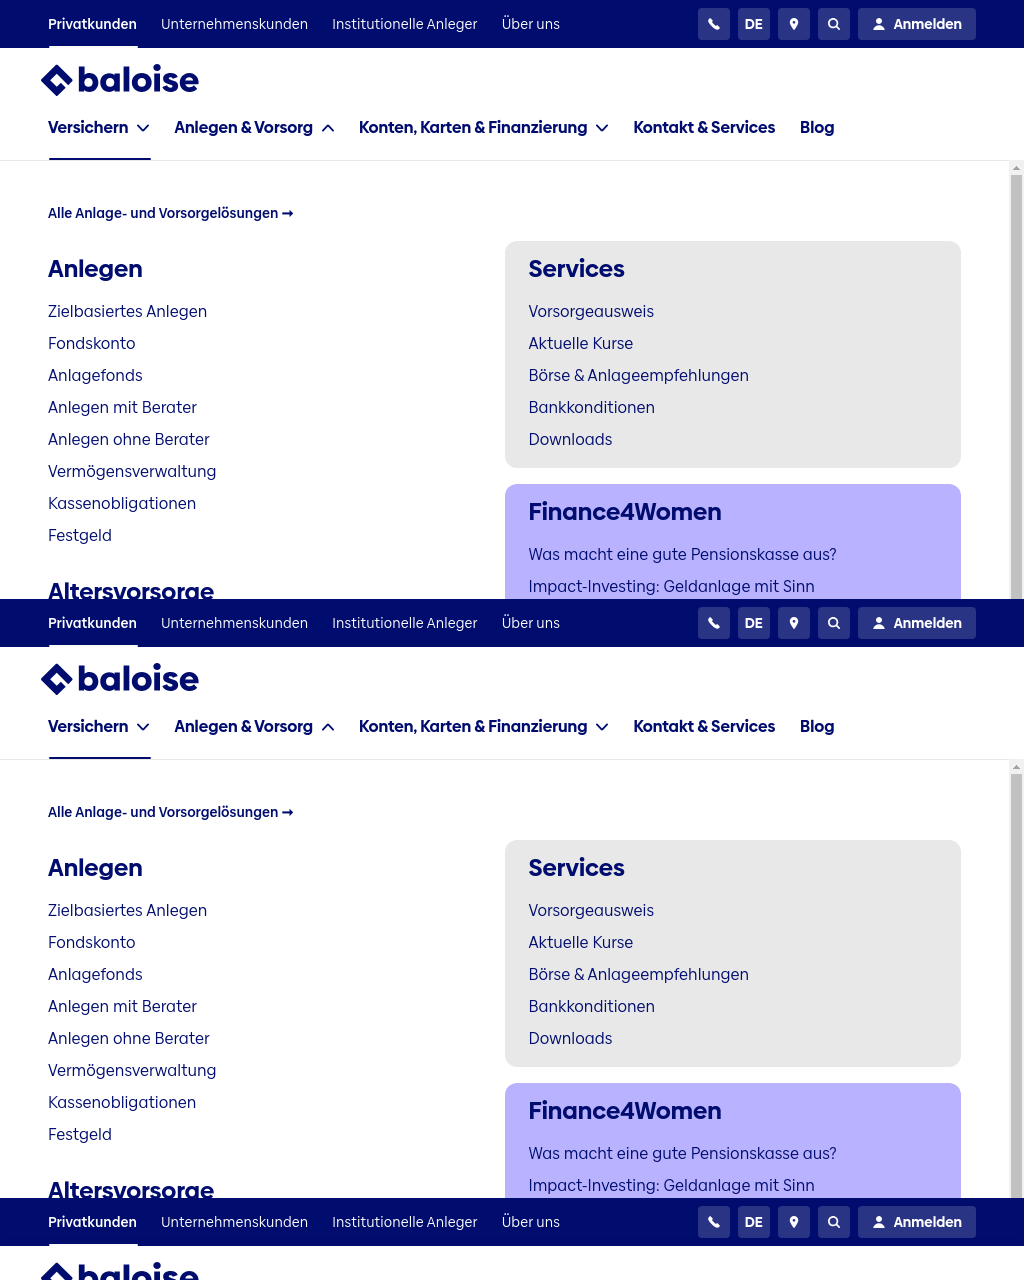 Privatkunden Unternehmenskunden Institutionelle Anleger Über uns DE Anmelden
baloise
Versichern Anlegen & Vorsorg Konten, Karten & Finanzierung Kontakt & Services Blog
Alle Anlage- und Vorsorgelösungen →
Anlegen
Zielbasiertes Anlegen
Fondskonto
Anlagefonds
Anlegen mit Berater
Anlegen ohne Berater
Vermögensverwaltung
Kassenobligationen
Festgeld
Altersvorsorge
Services
Vorsorgeausweis
Aktuelle Kurse
Börse & Anlageempfehlungen
Bankkonditionen
Downloads
Finance4Women
Was macht eine gute Pensionskasse aus?
Impact-Investing: Geldanlage mit Sinn
Privatkunden Unternehmenskunden Institutionelle Anleger Über uns DE Anmelden
baloise
Versichern Anlegen & Vorsorg Konten, Karten & Finanzierung Kontakt & Services Blog
Alle Anlage- und Vorsorgelösungen →
Anlegen
Zielbasiertes Anlegen
Fondskonto
Anlagefonds
Anlegen mit Berater
Anlegen ohne Berater
Vermögensverwaltung
Kassenobligationen
Festgeld
Altersvorsorge
Services
Vorsorgeausweis
Aktuelle Kurse
Börse & Anlageempfehlungen
Bankkonditionen
Downloads
Finance4Women
Was macht eine gute Pensionskasse aus?
Impact-Investing: Geldanlage mit Sinn
Privatkunden Unternehmenskunden Institutionelle Anleger Über uns DE Anmelden
baloise